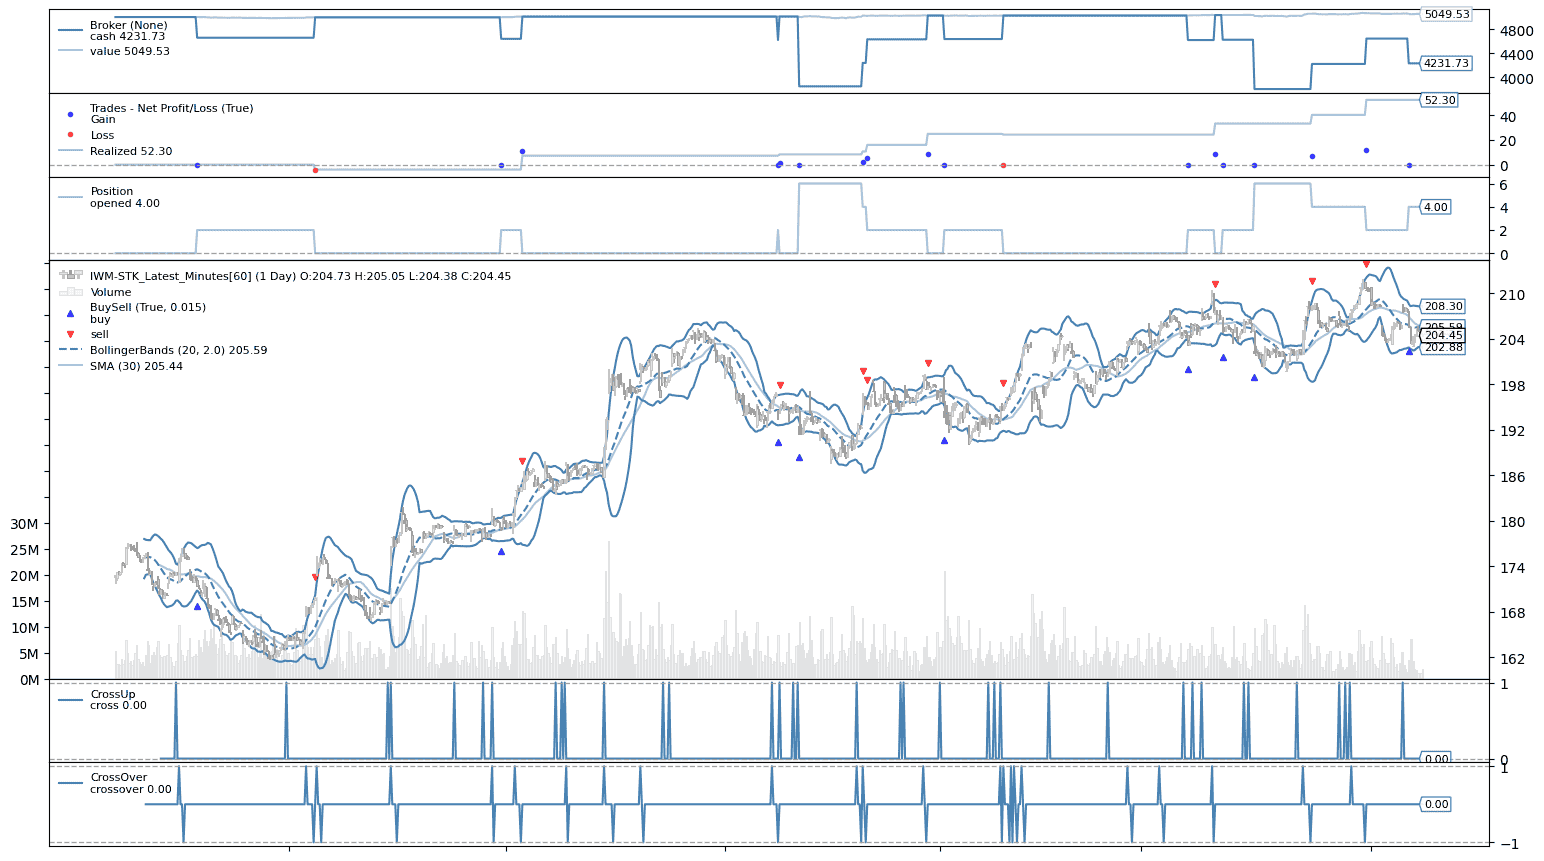 Broker (None)
cash 4231.73
value 5049.53
5049.53
4800
4400
4231.73
4000
Trades - Net Profit/Loss (True)
Gain
Loss
Realized 52.30
52.30
40
20
0
Position
opened 4.00
6
4.00
4
2
0
IWM-STK_Latest_Minutes[60] (1 Day) O:204.73 H:205.05 L:204.38 C:204.45
Volume
BuySell (True, 0.015)
buy
sell
BollingerBands (20, 2.0) 205.59
SMA (30) 205.44
210
208.30
205.59
204.45
204
202.88
198
192
186
180
174
168
162
30M
25M
20M
15M
10M
5M
0M
CrossUp
cross 0.00
1
0.00
0
CrossOver
crossover 0.00
1
0.00
−1